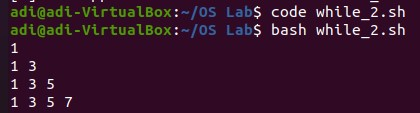 adi@adi-VirtualBox:~/OS Lab$ code while_2.sh
adi@adi-VirtualBox:~/OS Lab$ bash while_2.sh
1
1 3
1 3 5
1 3 5 7